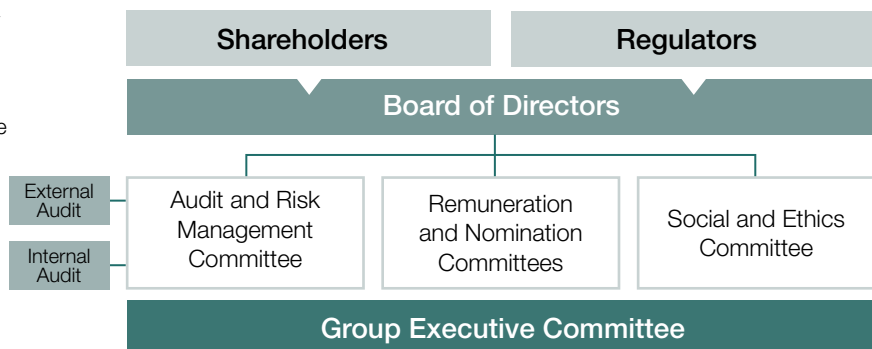 Shareholders
Regulators
Board of Directors
e
External
Audit
Internal
Audit
Audit and Risk
Management
Committee
Remuneration
and Nomination
Committees
Social and Ethics
Committee
Group Executive Committee